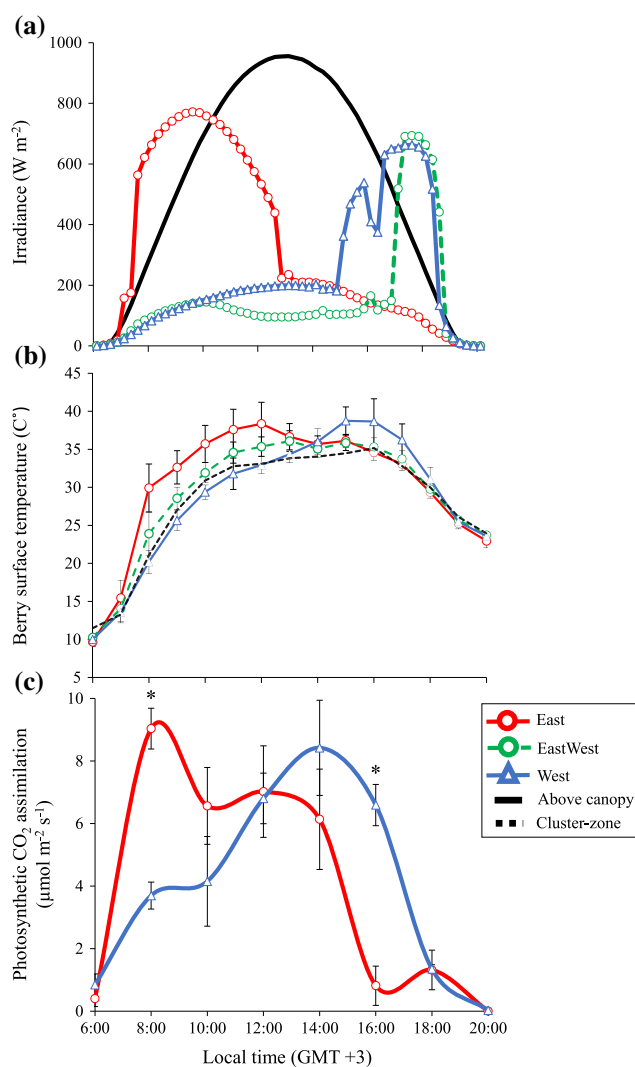 (a)
1000
800
600
400
200
0
Irradiance (W m-2)
(b)
45
40
35
30
25
20
15
10
5
Berry surface temperature (C°)
(c)
10
8
6
4
2
0
Photosynthetic CO2 assimilation
(µmol m-2 s-1)
*
*
East
EastWest
West
Above canopy
Cluster-zone
6:00 8:00 10:00 12:00 14:00 16:00 18:00 20:00
Local time (GMT +3)